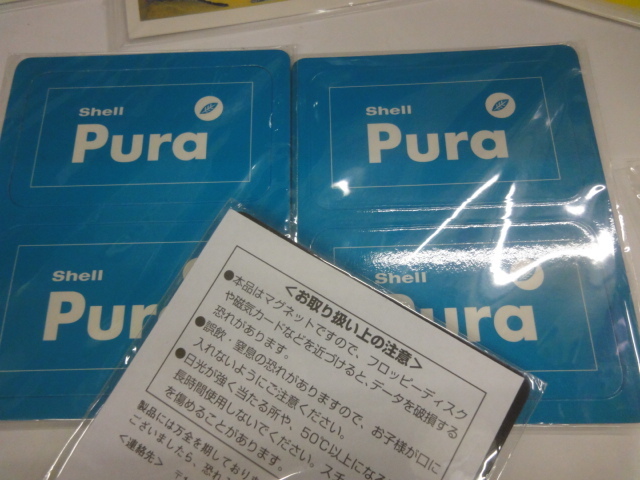 Shell
Pura
Shell
Pura
Shell
Pura
Shell
Pura
<お取り扱い上の注意>
●本品はマグネットですので、フロッピーディスク
や磁気カードなどを近づけると、データを破損する
恐れがあります。
●誤飲・窒息の恐れがありますので、お子様が口に
入れないようにご注意ください。
●日光が強く当たる所や、50℃以上になる
長時間使用しないでください。スチ
を傷めることがあります。
製品には万全を期しており
ございましたら、恐れ
<連絡先>